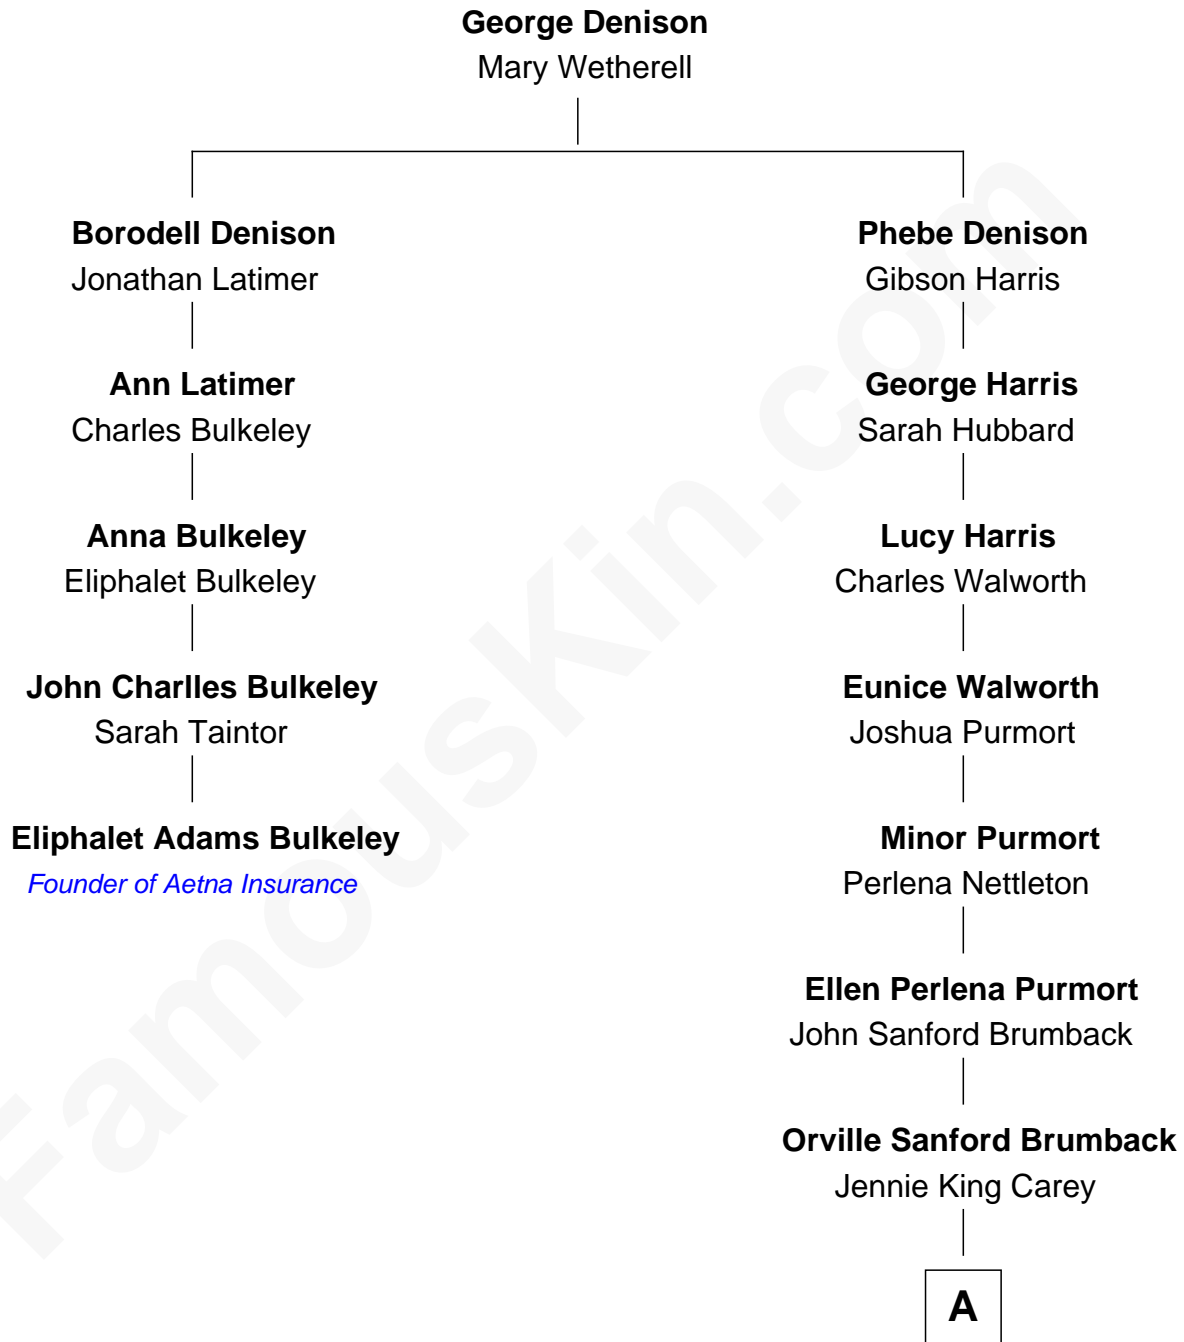 George Denison
Mary Wetherell
Borodell Denison
Jonathan Latimer
Phebe Denison
Gibson Harris
Ann Latimer
Charles Bulkeley
George Harris
Sarah Hubbard
Anna Bulkeley
Eliphalet Bulkeley
Lucy Harris
Charles Walworth
John Charlles Bulkeley
Sarah Taintor
Eunice Walworth
Joshua Purmort
Eliphalet Adams Bulkeley
Founder of Aetna Insurance
Minor Purmort
Perlena Nettleton
Ellen Perlena Purmort
John Sanford Brumback
Orville Sanford Brumback
Jennie King Carey
A
FamousKin.com